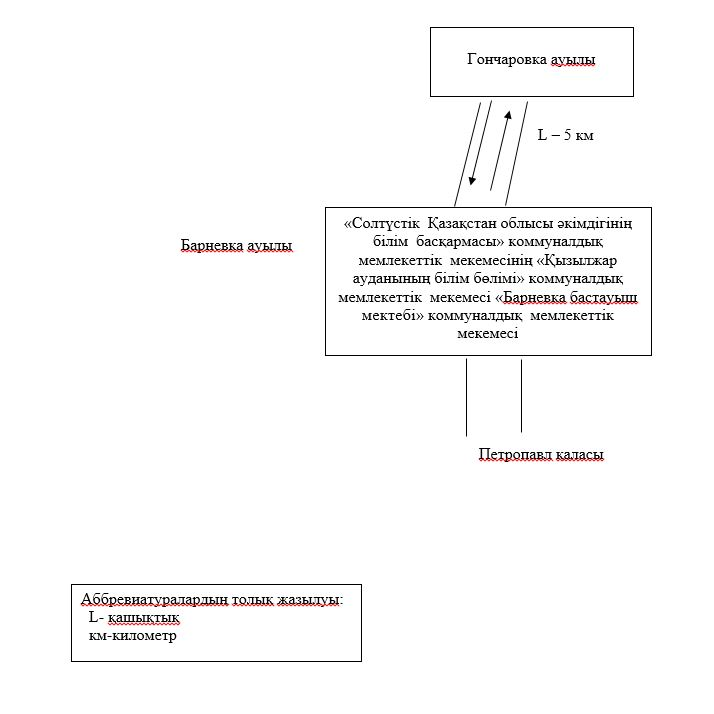 Гончаровка ауылы
L – 5 км
Барневка ауылы
«Солтүстік Қазақстан облысы әкімдігінің
білім басқармасы» коммуналдық
мемлекеттік мекемесінің «Қызылжар
ауданының білім бөлімі» коммуналдық
мемлекеттік мекемесі «Барневка бастауыш
мектебі» коммуналдық мемлекеттік
мекемесі
Петропавл қаласы
Аббревиатуралардың толық жазылуы:
L- қашықтық
км-километр